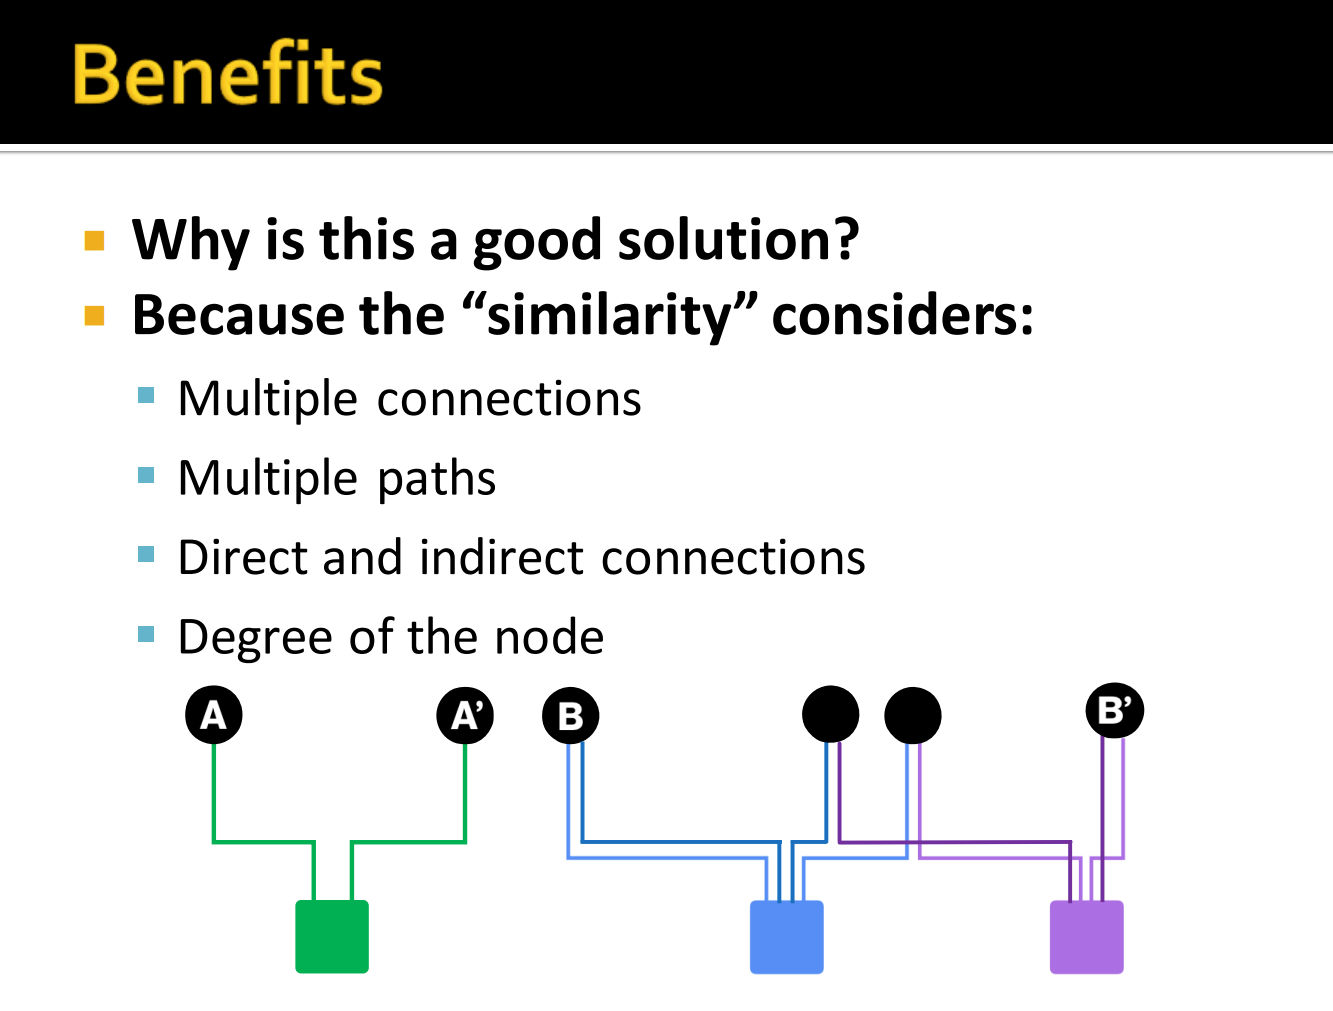 Benefits
Why is this a good solution?
Because the “similarity” considers:
Multiple connections
Multiple paths
Direct and indirect connections
Degree of the node
A A’ B B’